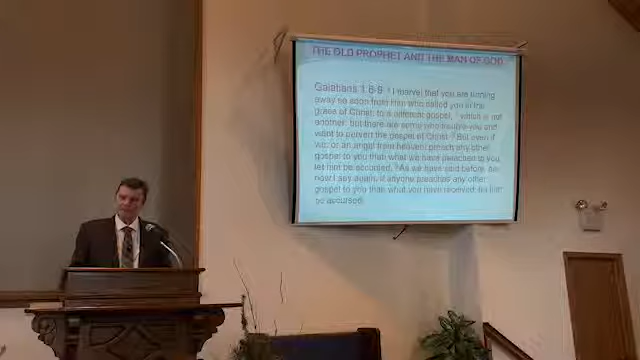 THE OLD PROPHET AND THE MAN OF GOD
Galatians 1:6-9 6 I marvel that you are turning
away so soon from Him who called you in the
grace of Christ, to a different gospel, 7 which is not
another; but there are some who trouble you and
want to pervert the gospel of Christ. 8 But even if
we, or an angel from heaven, preach any other
gospel to you than what we have preached to you,
let him be accursed. 9 As we have said before, so
now I say again, if anyone preaches any other
gospel to you than what you have received, let him
be accursed.